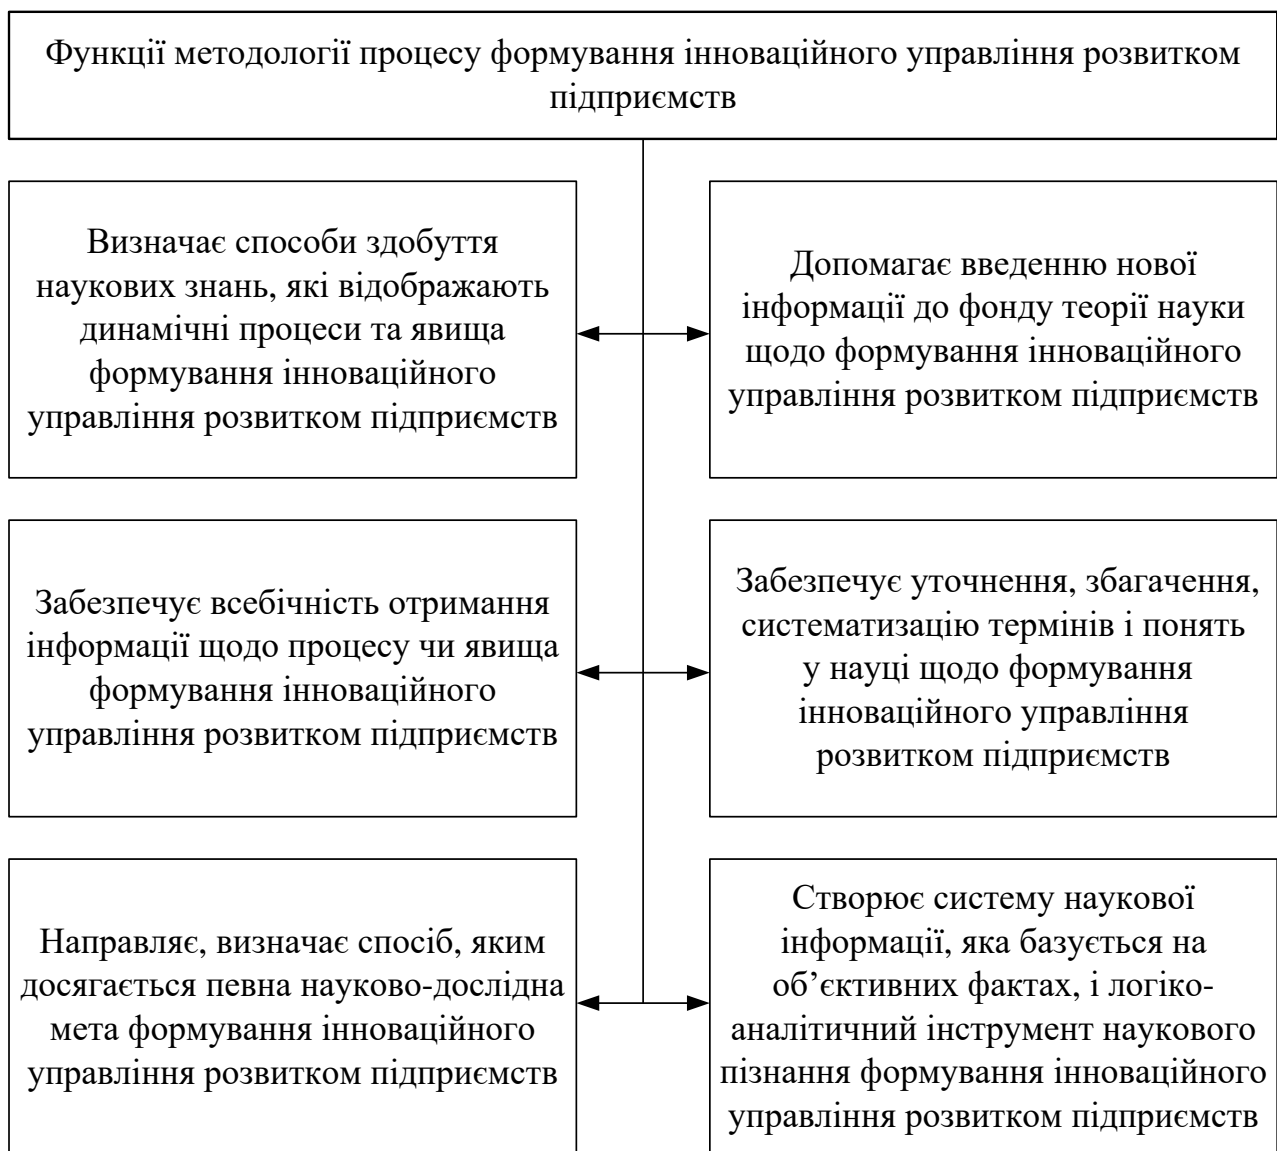 Функції методології процесу формування інноваційного управління розвитком
підприємств
Визначає способи здобуття
наукових знань, які відображають
динамічні процеси та явища
формування інноваційного
управління розвитком підприємств
Допомагає введенню нової
інформації до фонду теорії науки
щодо формування інноваційного
управління розвитком підприємств
Забезпечує всебічність отримання
інформації щодо процесу чи явища
формування інноваційного
управління розвитком підприємств
Забезпечує уточнення, збагачення,
систематизацію термінів і понять
у науці щодо формування
інноваційного управління
розвитком підприємств
Направляє, визначає спосіб, яким
досягається певна науково-дослідна
мета формування інноваційного
управління розвитком підприємств
Створює систему наукової
інформації, яка базується на
об’єктивних фактах, і логіко-
аналітичний інструмент наукового
пізнання формування інноваційного
управління розвитком підприємств